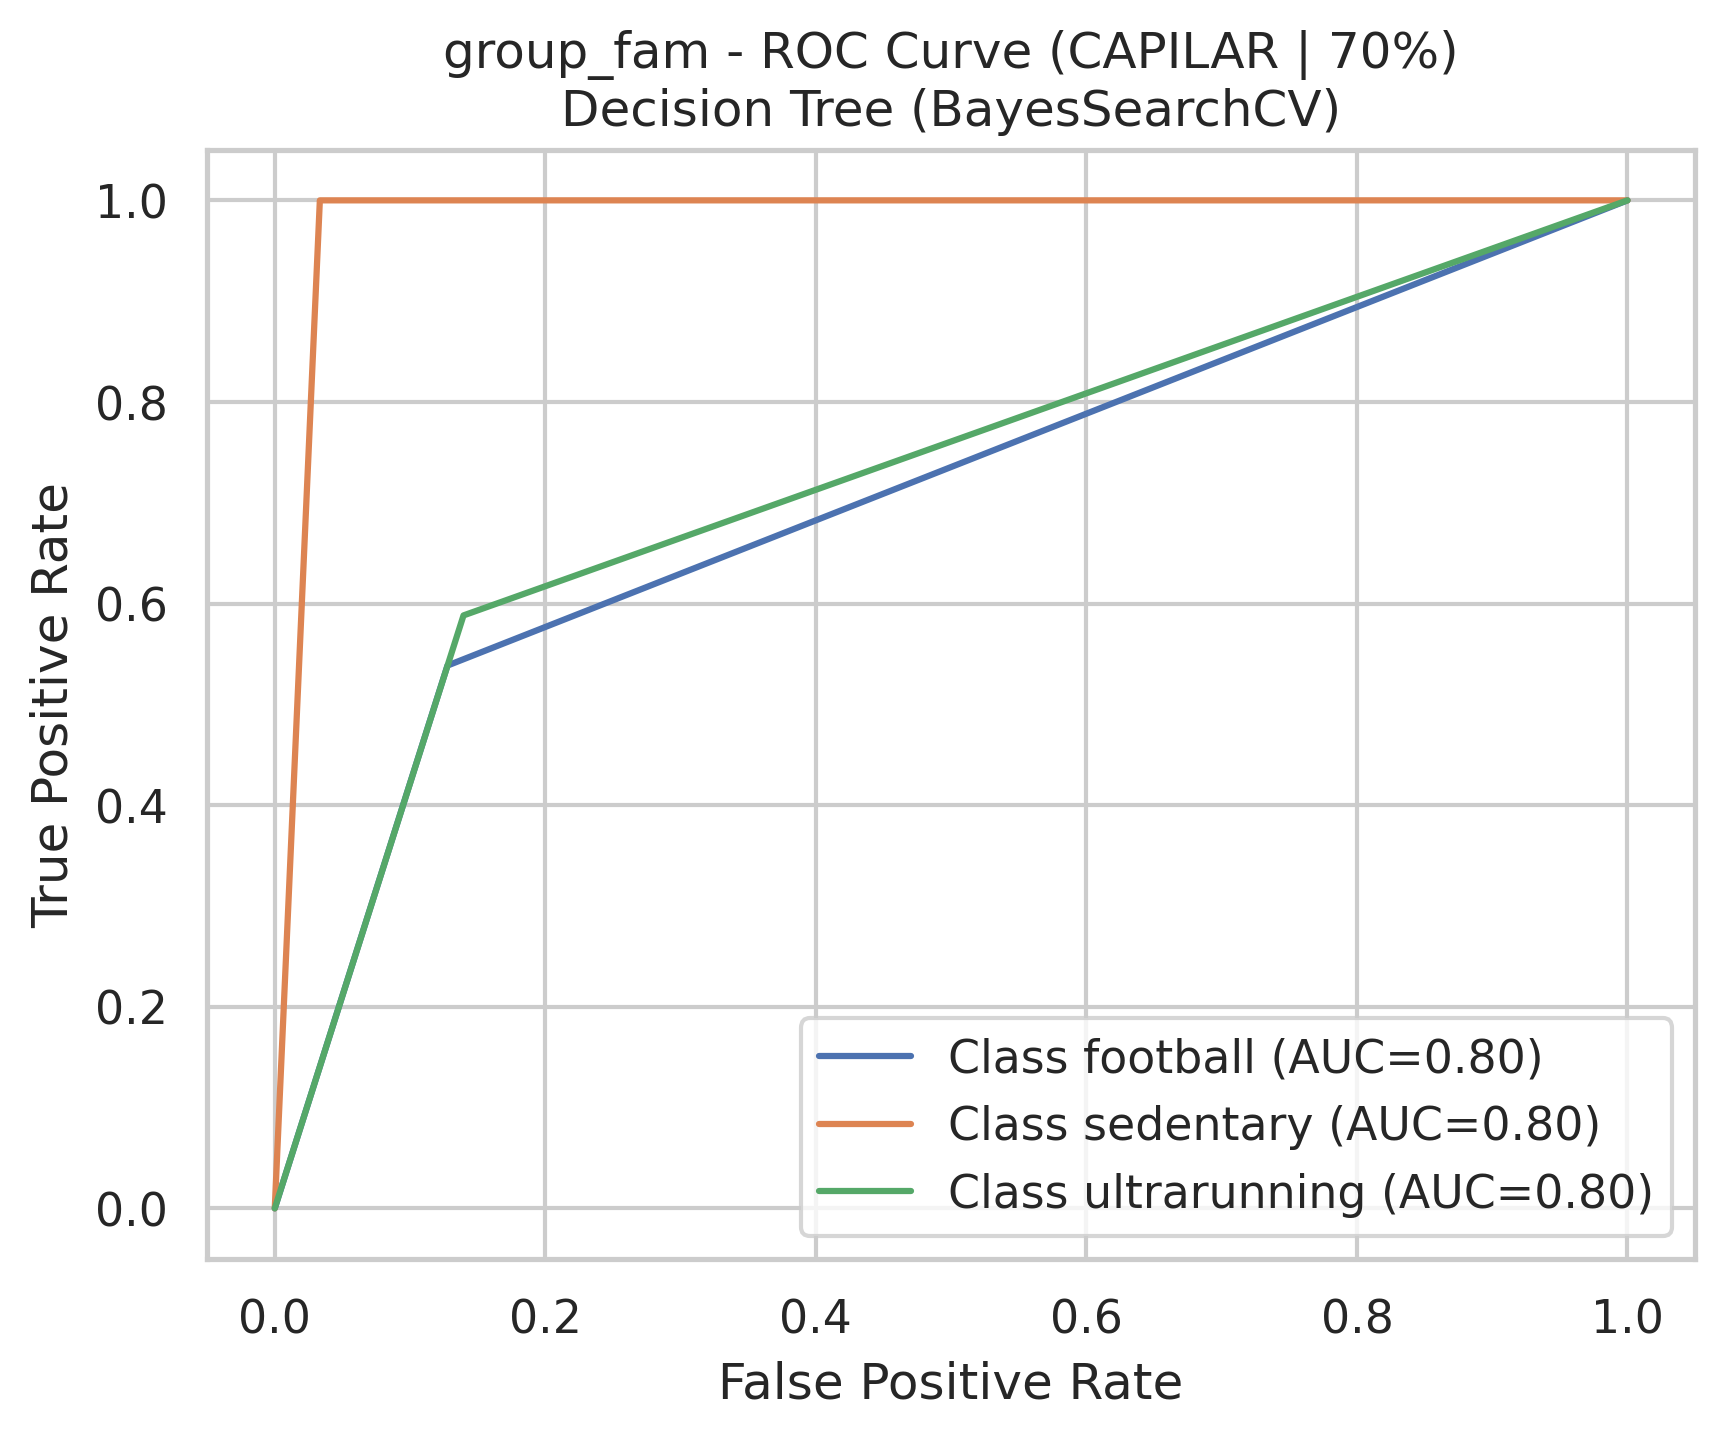 group_fam - ROC Curve (CAPILAR | 70%)
Decision Tree (BayesSearchCV)
True Positive Rate
1.0
0.8
0.6
0.4
0.2
0.0
Class football (AUC=0.80)
Class sedentary (AUC=0.80)
Class ultrarunning (AUC=0.80)
0.0 0.2 0.4 0.6 0.8 1.0
False Positive Rate